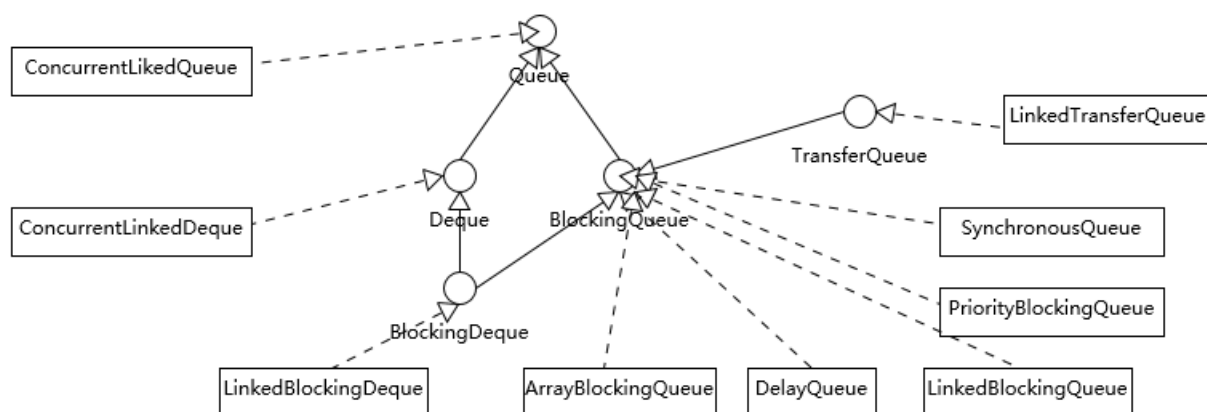 ConcurrentLikedQueue
Queue
LinkedTransferQueue
TransferQueue
ConcurrentLinkedDeque
Deque
BlockingQueue
SynchronousQueue
PriorityBlockingQueue
BlockingDeque
LinkedBlockingDeque
ArrayBlockingQueue
DelayQueue
LinkedBlockingQueue